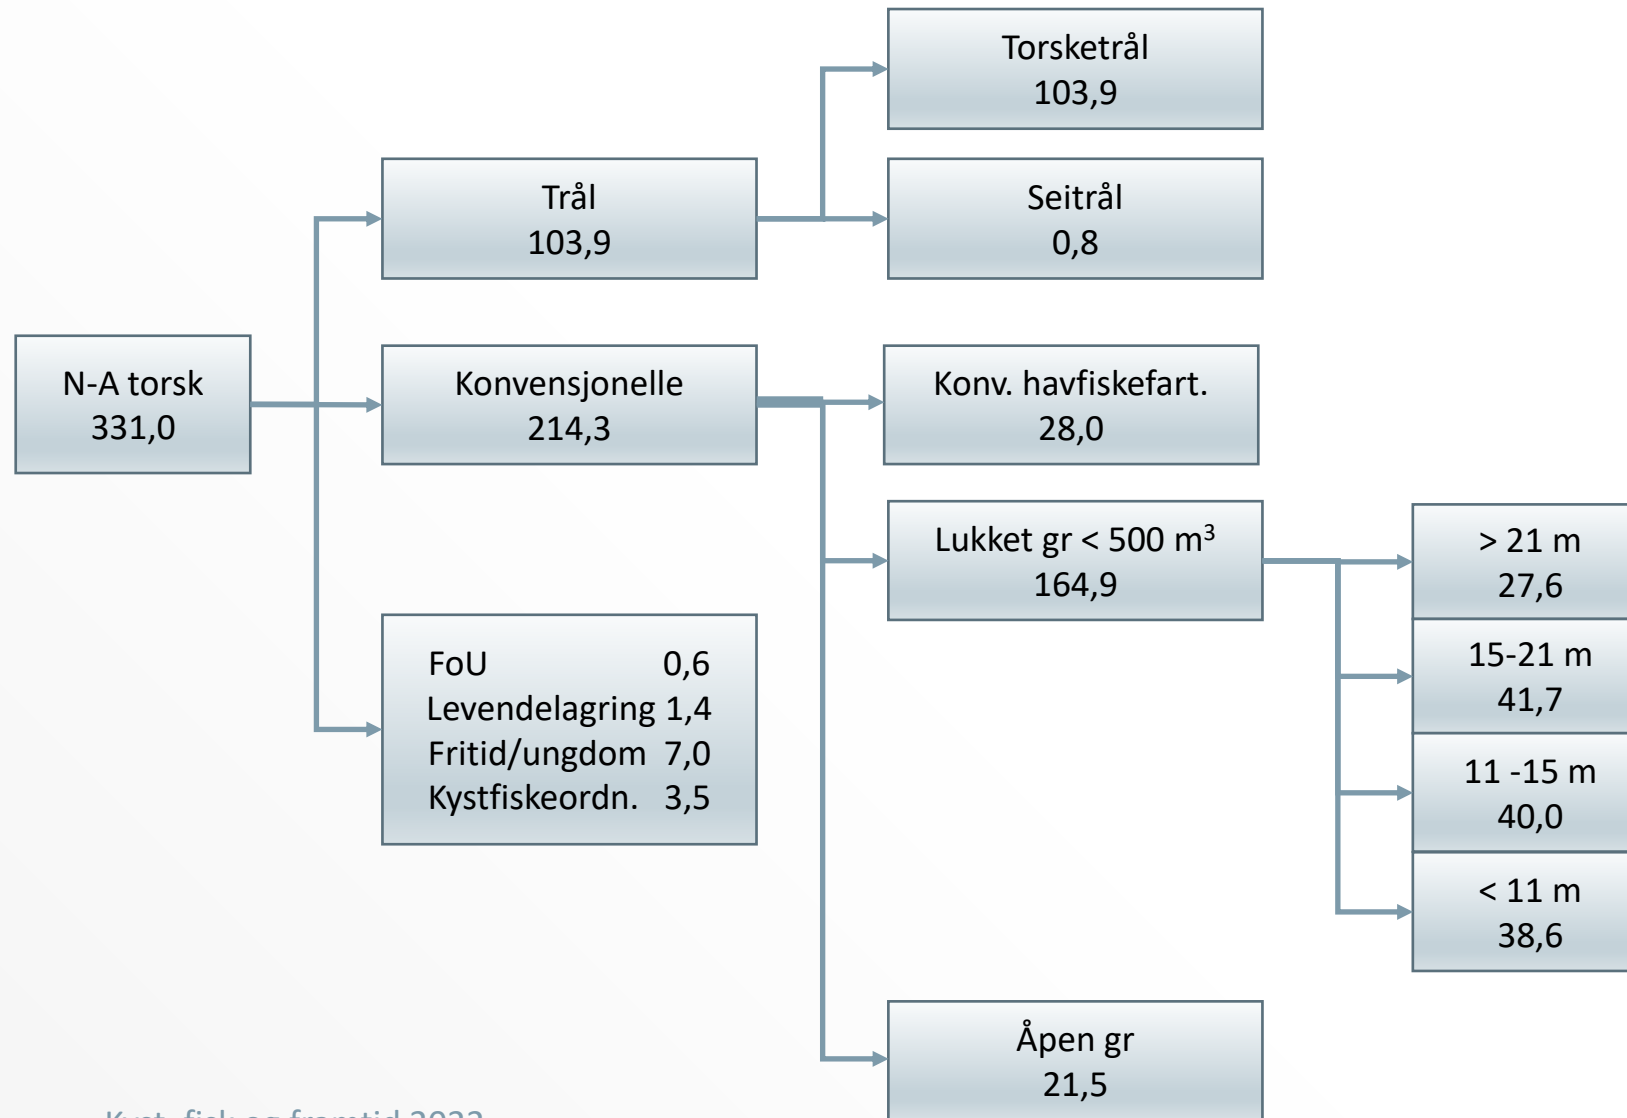 N-A torsk
331,0
Trål
103,9
Torsketrål
103,9
Seitrål
0,8
Konvensjonelle
214,3
Konv. havfiskefart.
28,0
Lukket gr < 500 m³
164,9
> 21 m
27,6
15-21 m
41,7
11 -15 m
40,0
< 11 m
38,6
Åpen gr
21,5
FoU 0,6
Levendelagring 1,4
Fritid/ungdom 7,0
Kystfiskeordn. 3,5